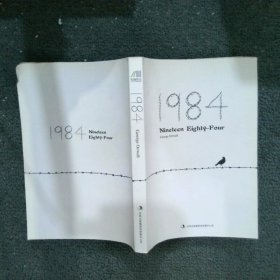 1984
Nineteen
Eighty-Four
1984
George Orwell
1984
Nineteen Eighty-Four
George Orwell